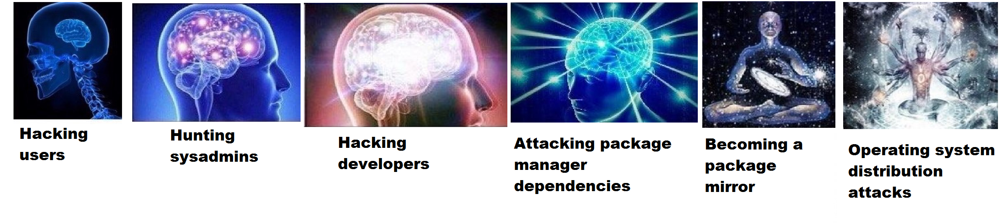 Hacking
users
Hunting
sysadmins
Hacking
developers
Attacking package
manager
dependencies
Becoming a
package
mirror
Operating system
distribution
attacks